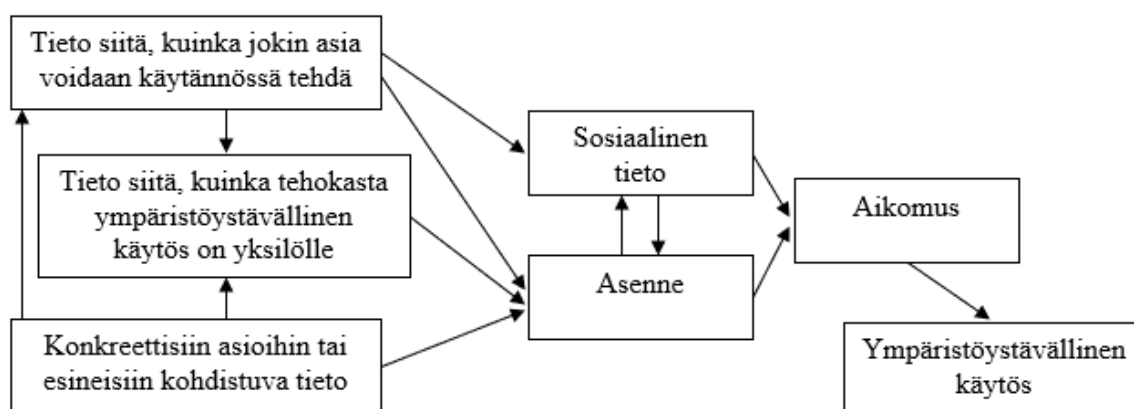 Tieto siitä, kuinka jokin asia
voidaan käytännössä tehdä
Tieto siitä, kuinka tehokasta
ympäristöystävällinen
käytös on yksilölle
Konkreettisiin asioihin tai
esineisiin kohdistuva tieto
Sosiaalinen
tieto
Asenne
Aikomus
Ympäristöystävällinen
käytös